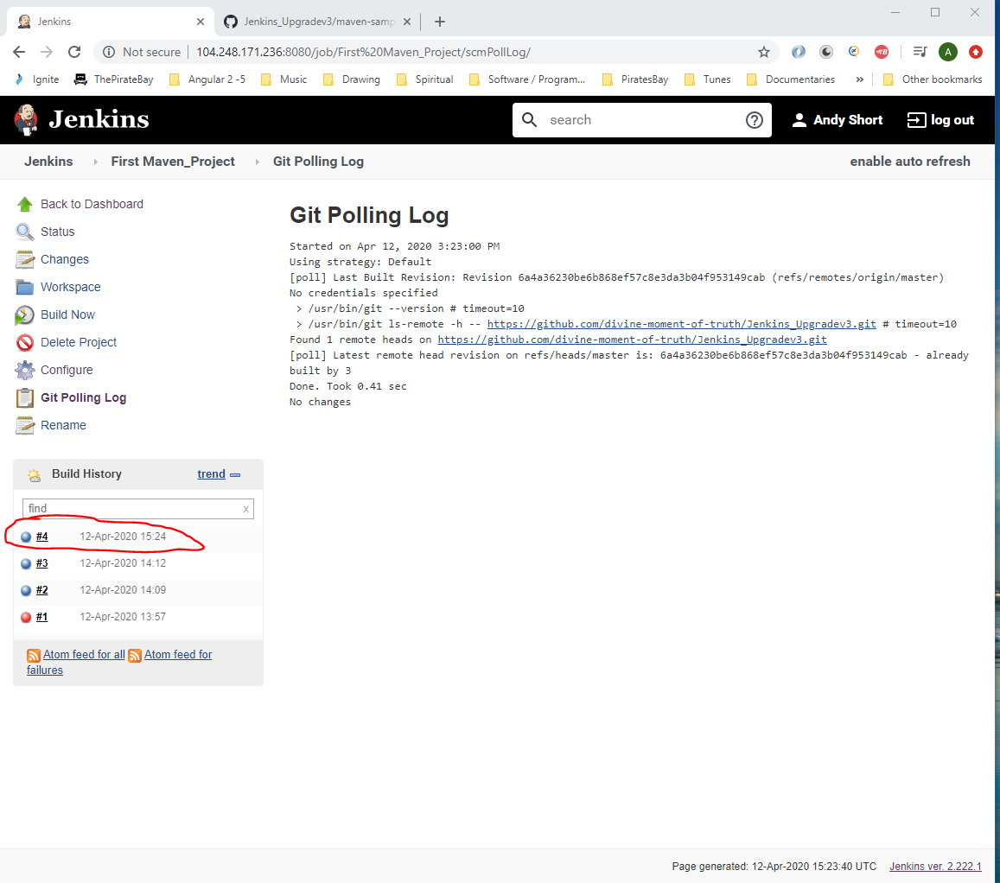 Jenkins
Jenkins_Upgradev3/maven-samp
Not secure
104.248.171.236:8080/job/First%20Maven_Project/scmPollLog/
A
Ignite ThePirateBay Angular 2 -5 Music Drawing Spiritual Software / Program... PiratesBay Tunes Documentaries » Other bookmarks
Jenkins
search
Andy Short
log out
Jenkins
First Maven_Project
Git Polling Log
enable auto refresh
Back to Dashboard
Status
Changes
Workspace
Build Now
Delete Project
Configure
Git Polling Log
Rename
Build History
trend
find
x
#4 12-Apr-2020 15:24
#3 12-Apr-2020 14:12
#2 12-Apr-2020 14:09
#1 12-Apr-2020 13:57
Atom feed for all Atom feed for
failures
Git Polling Log
Started on Apr 12, 2020 3:23:00 PM
Using strategy: Default
[poll] Last Built Revision: Revision 6a4a36230be6b868ef57c8e3da3b04f953149cab (refs/remotes/origin/master)
No credentials specified
> /usr/bin/git --version # timeout=10
> /usr/bin/git ls-remote -h -- https://github.com/divine-moment-of-truth/Jenkins_Upgradev3.git # timeout=10
Found 1 remote heads on https://github.com/divine-moment-of-truth/Jenkins_Upgradev3.git
[poll] Latest remote head revision on refs/heads/master is: 6a4a36230be6b868ef57c8e3da3b04f953149cab - already
built by 3
Done. Took 0.41 sec
No changes
Page generated: 12-Apr-2020 15:23:40 UTC
Jenkins ver. 2.222.1